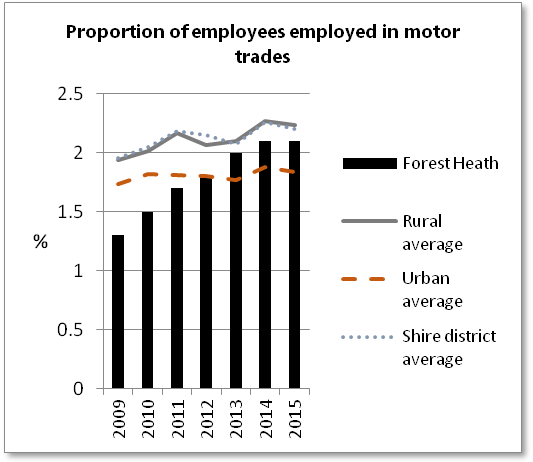 Proportion of employees employed in motor
trades
2.5
2
1.5
1
0.5
0
%
2009
2010
2011
2012
2013
2014
2015
Forest Heath
Rural
average
Urban
average
Shire district
average